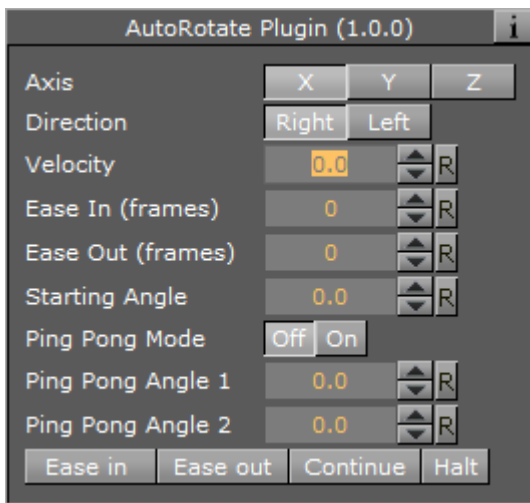 AutoRotate Plugin (1.0.0) i
Axis X Y Z
Direction Right Left
Velocity 0.0 R
Ease In (frames) 0 R
Ease Out (frames) 0 R
Starting Angle 0.0 R
Ping Pong Mode Off On
Ping Pong Angle 1 0.0 R
Ping Pong Angle 2 0.0 R
Ease in Ease out Continue Halt